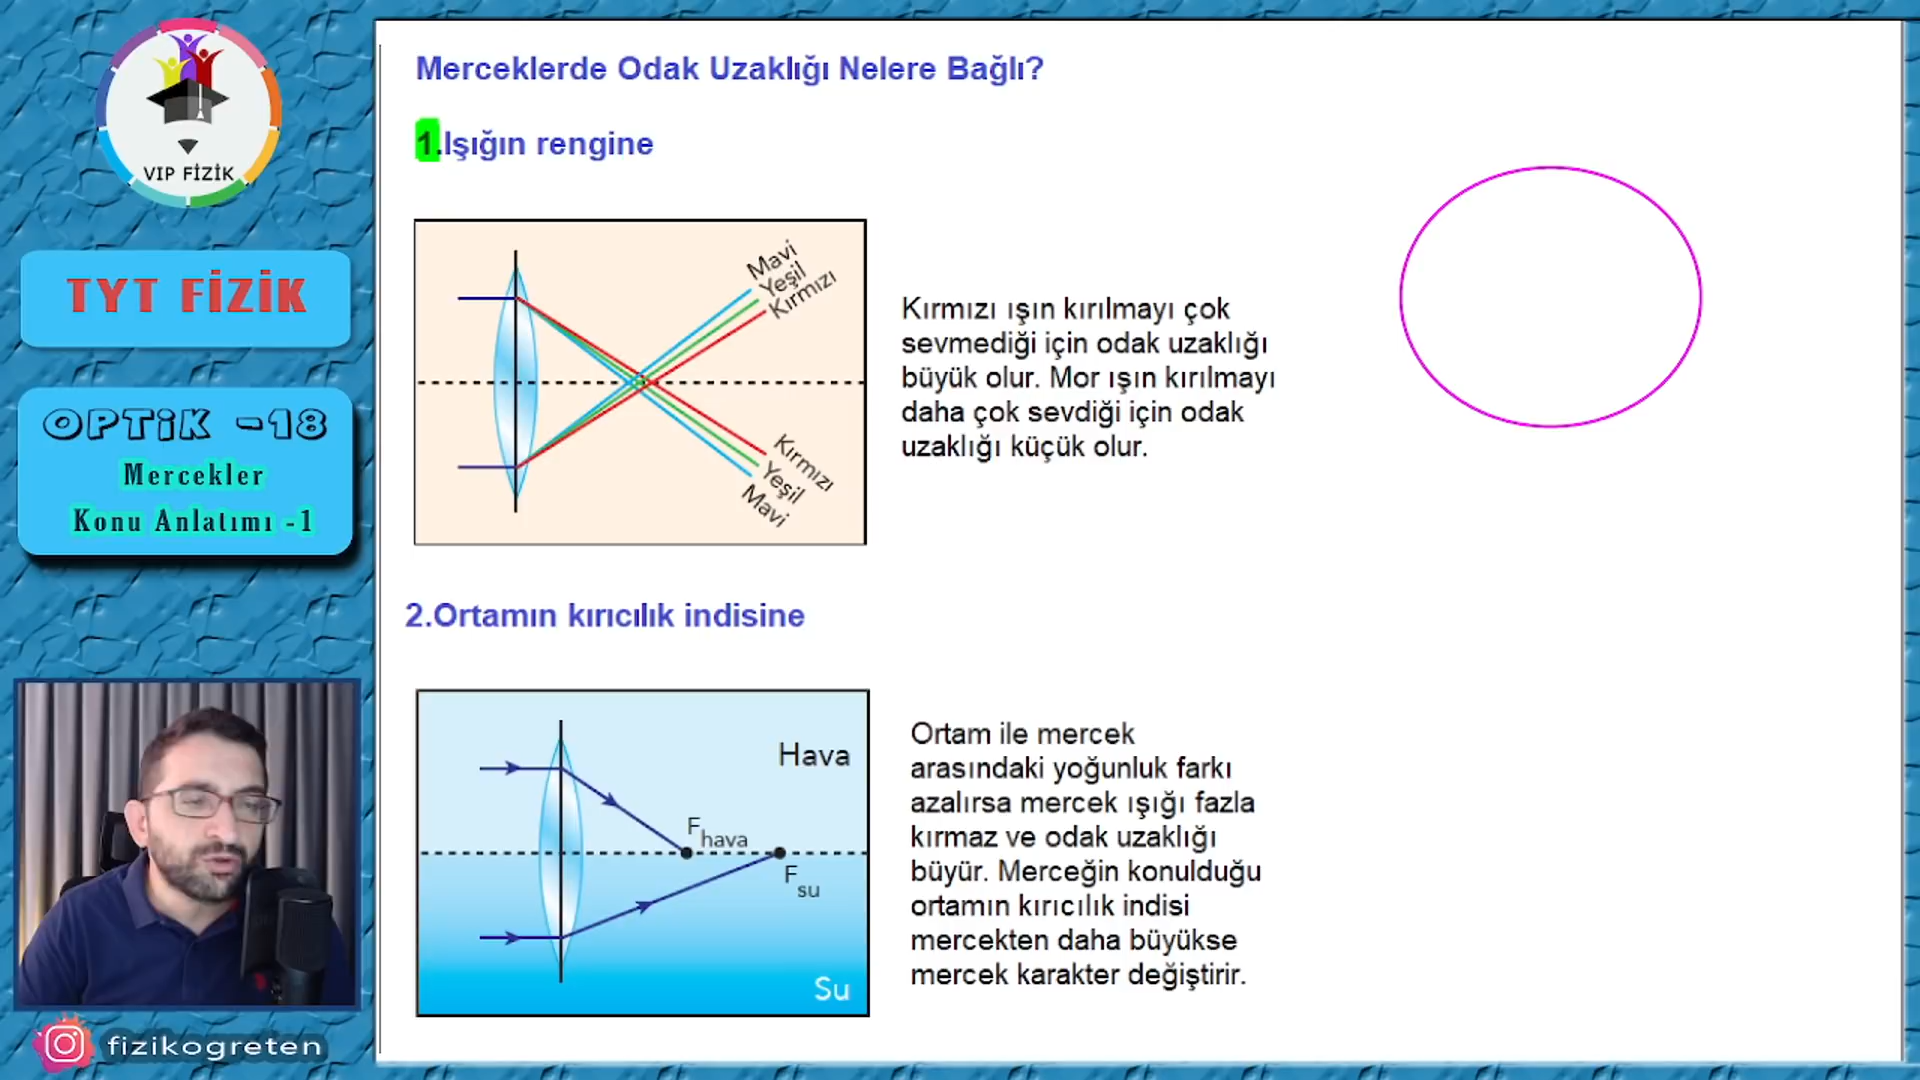 VIP FİZİK
TYT FİZİK
OPTiK -18
Mercekler
Konu Anlatımı -1
fizikogreten
Merceklerde Odak Uzaklığı Nelere Bağlı?
1.Işığın rengine
Mavi
Yeşil
Kırmızı
Kırmızı
Yeşil
Mavi
Kırmızı ışın kırılmayı çok
sevmediği için odak uzaklığı
büyük olur. Mor ışın kırılmayı
daha çok sevdiği için odak
uzaklığı küçük olur.
2.Ortamın kırıcılık indisine
Hava
F hava
F su
Su
Ortam ile mercek
arasındaki yoğunluk farkı
azalırsa mercek ışığı fazla
kırmaz ve odak uzaklığı
büyür. Merceğin konulduğu
ortamın kırıcılık indisi
mercekten daha büyükse
mercek karakter değiştirir.